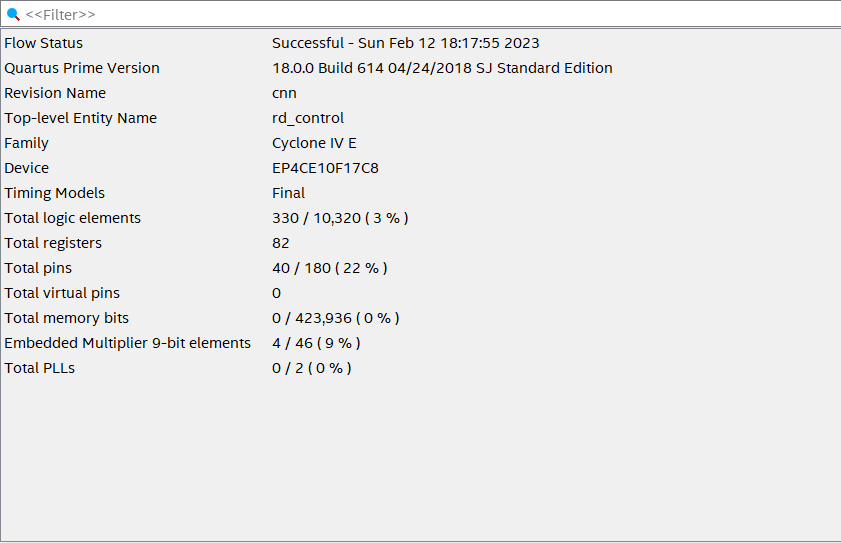 <<Filter>>
Flow Status Successful - Sun Feb 12 18:17:55 2023
Quartus Prime Version 18.0.0 Build 614 04/24/2018 SJ Standard Edition
Revision Name cnn
Top-level Entity Name rd_control
Family Cyclone IV E
Device EP4CE10F17C8
Timing Models Final
Total logic elements 330 / 10,320 ( 3 % )
Total registers 82
Total pins 40 / 180 ( 22 % )
Total virtual pins 0
Total memory bits 0 / 423,936 ( 0 % )
Embedded Multiplier 9-bit elements 4 / 46 ( 9 % )
Total PLLs 0 / 2 ( 0 % )